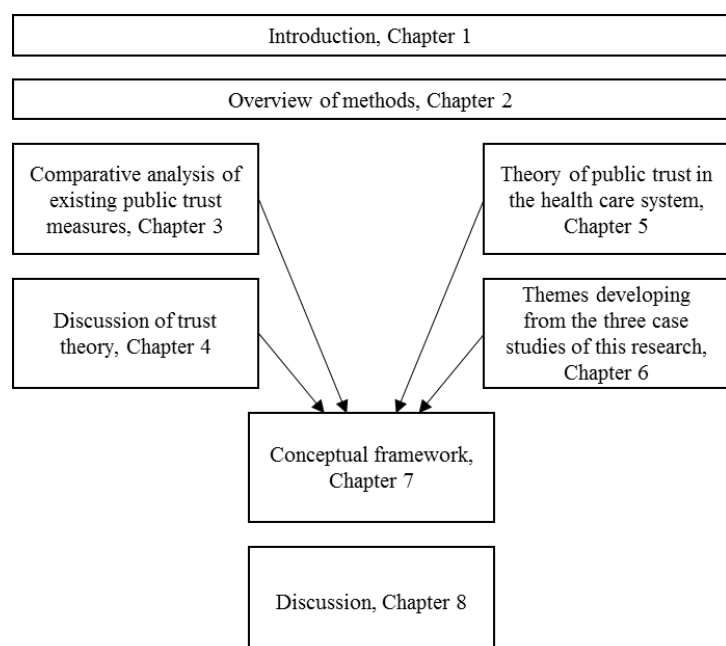 Introduction, Chapter 1
Overview of methods, Chapter 2
Comparative analysis of
existing public trust
measures, Chapter 3
Theory of public trust in
the health care system,
Chapter 5
Discussion of trust
theory, Chapter 4
Themes developing
from the three case
studies of this research,
Chapter 6
Conceptual framework,
Chapter 7
Discussion, Chapter 8